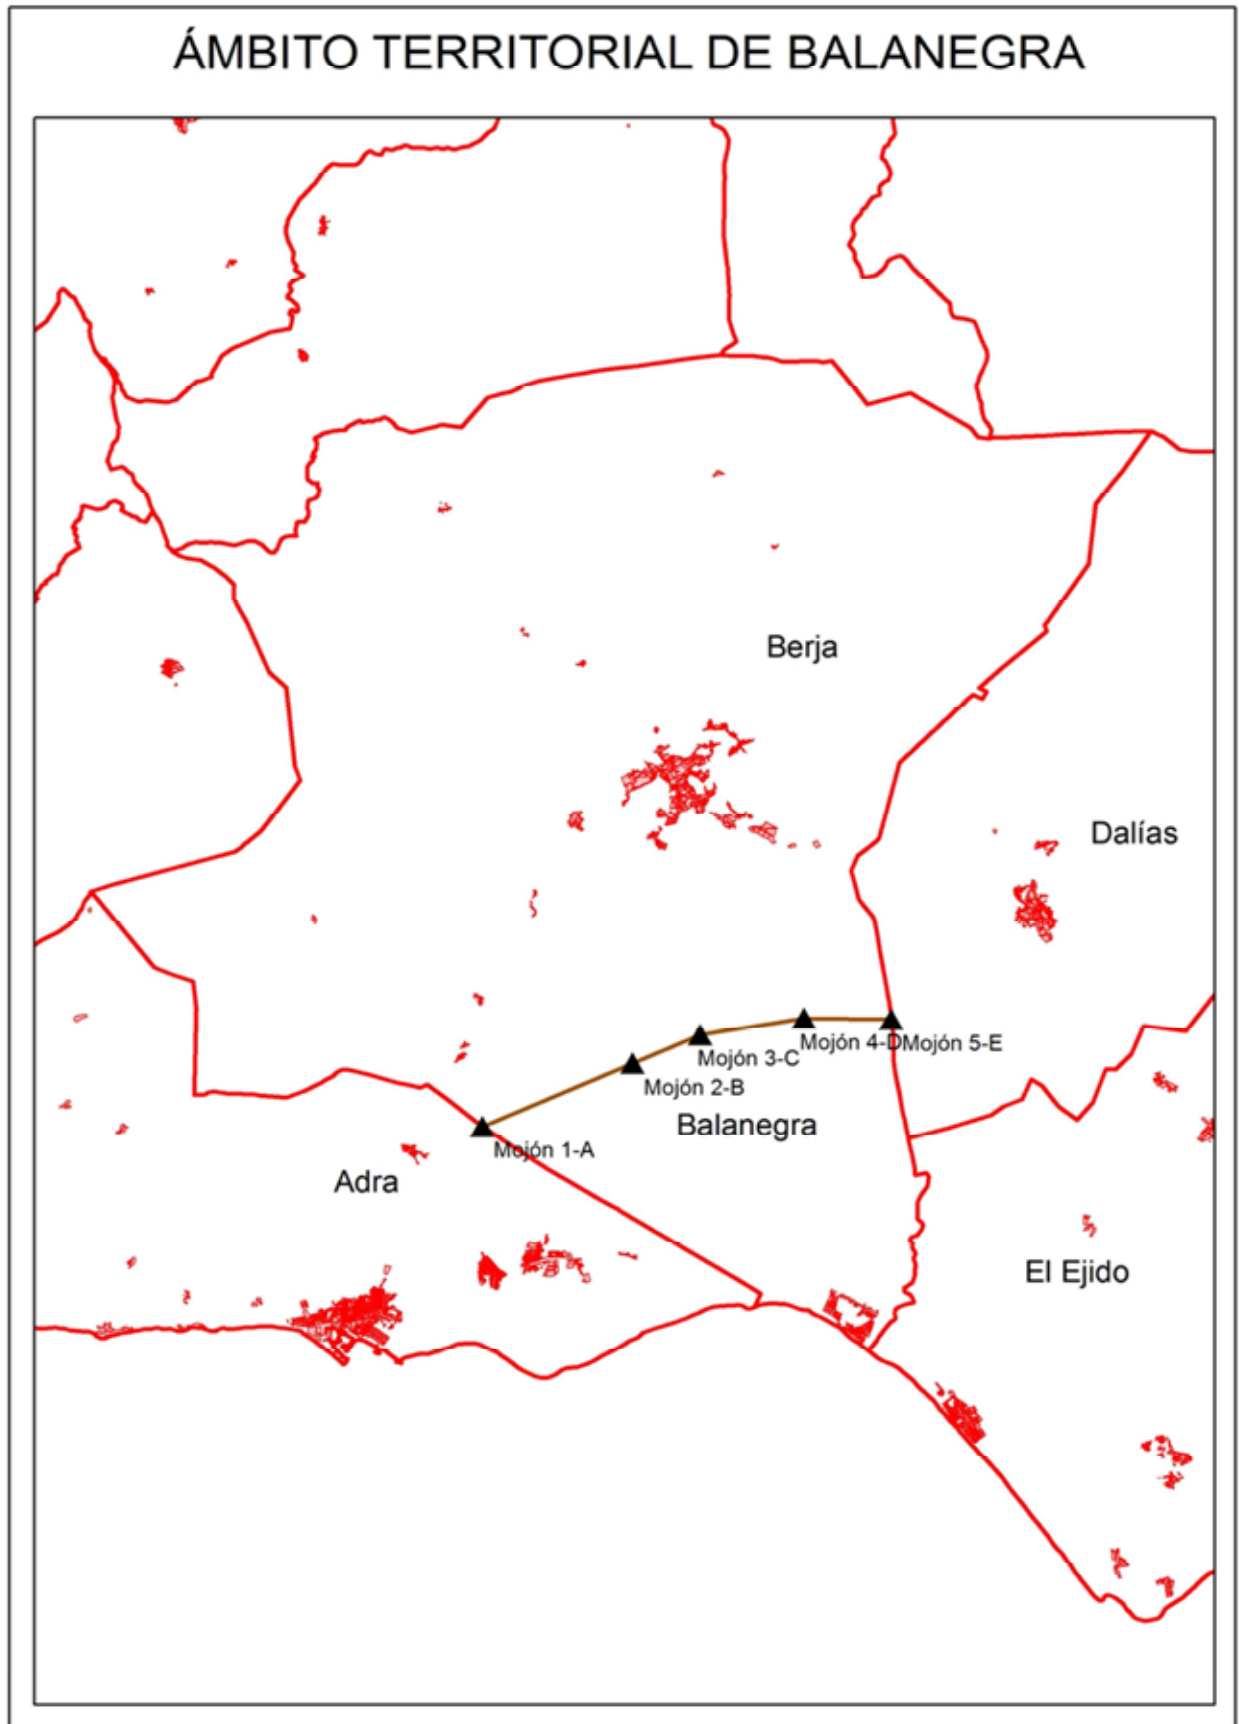 ÁMBITO TERRITORIAL DE BALANEGRA
Berja
Dalías
Mojón 4-D
Mojón 5-E
Mojón 3-C
Mojón 2-B
Balanegra
Mojón 1-A
Adra
El Ejido